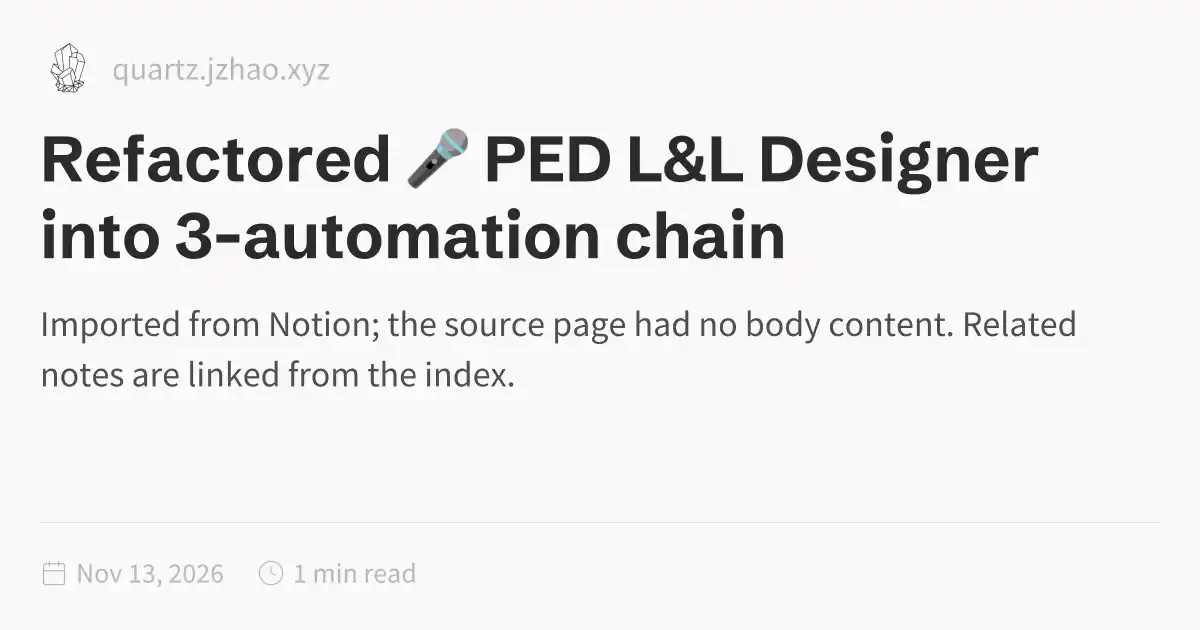 quartz.jzhao.xyz
Refactored 🎤 PED L&L Designer
into 3-automation chain
Imported from Notion; the source page had no body content. Related
notes are linked from the index.
Nov 13, 2026 1 min read